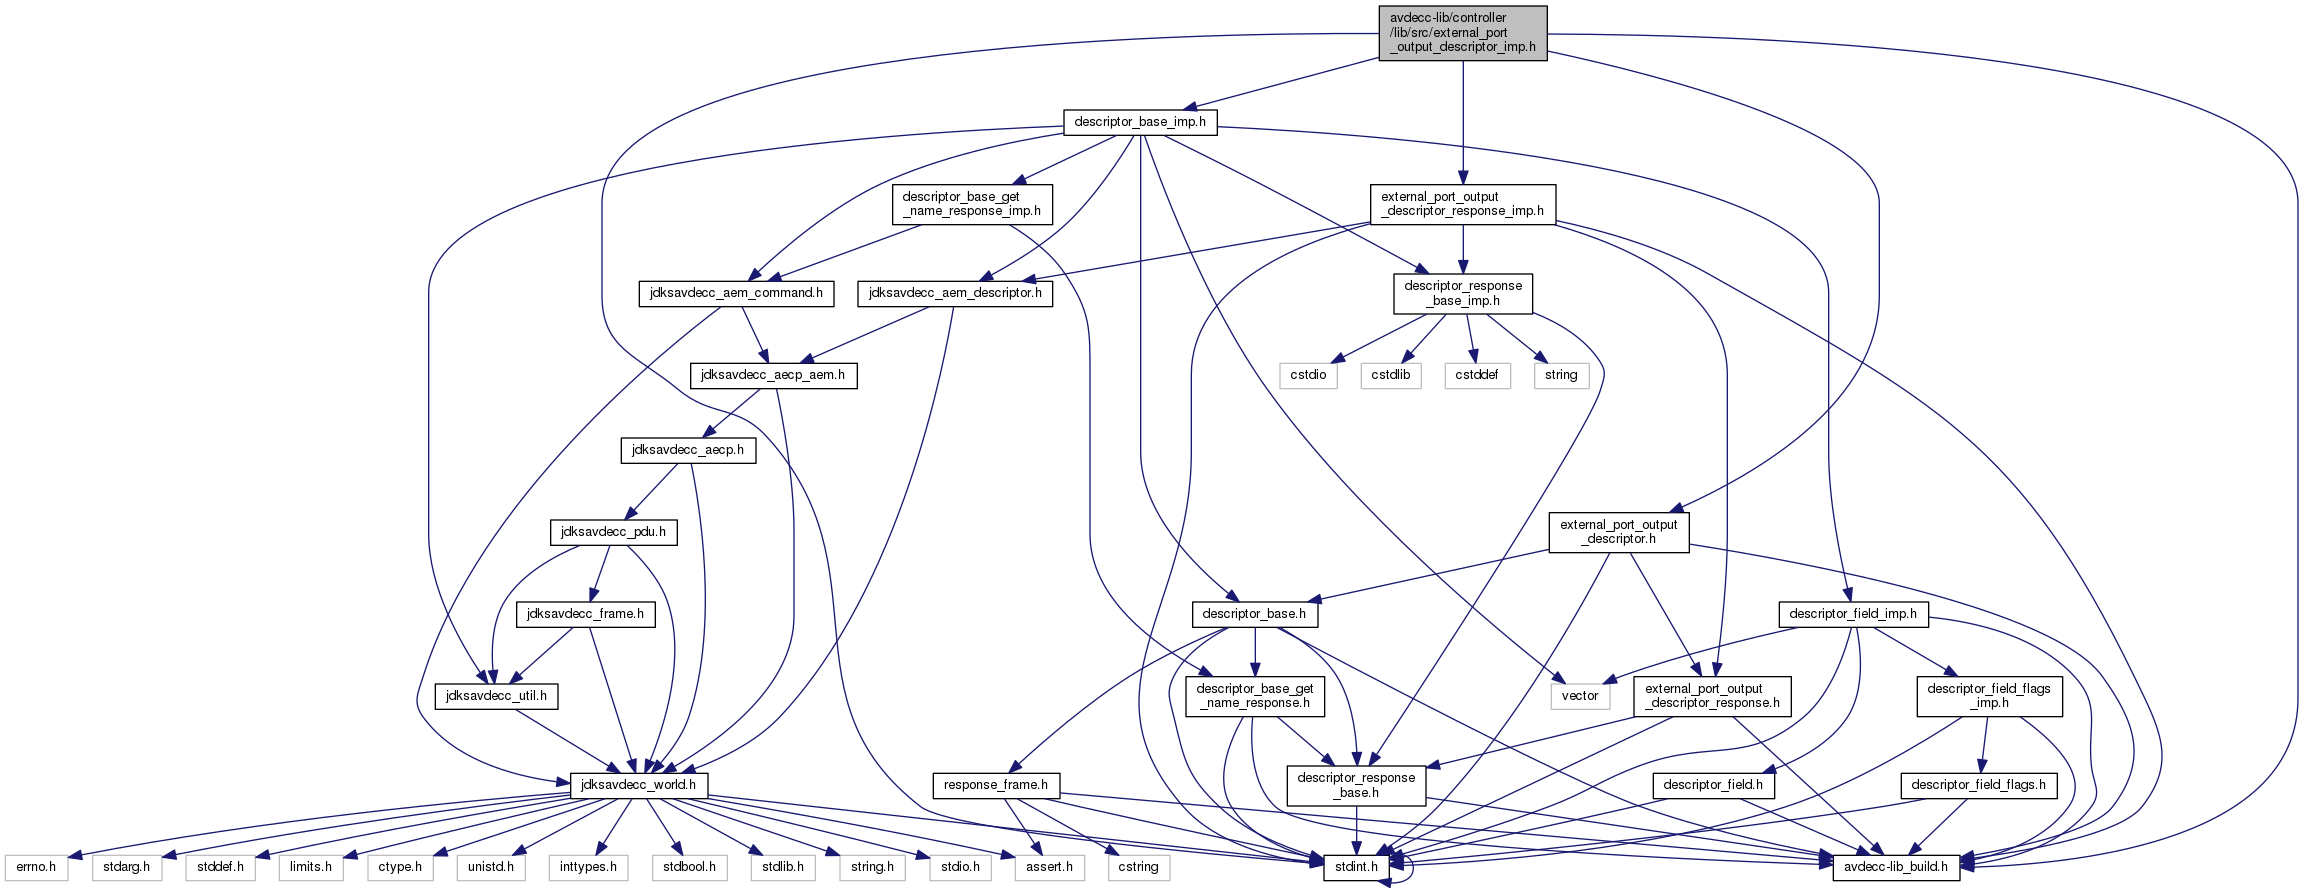 avdecc-lib/controller
/lib/src/external_port
_output_descriptor_imp.h
descriptor_base_imp.h
descriptor_base_get
_name_response_imp.h
external_port_output
_descriptor_response_imp.h
jdksavdecc_aem_command.h
jdksavdecc_aem_descriptor.h
descriptor_response
_base_imp.h
jdksavdecc_aecp_aem.h
cstdio
cstdlib
cstddef
string
jdksavdecc_aecp.h
jdksavdecc_pdu.h
external_port_output
_descriptor.h
jdksavdecc_frame.h
descriptor_base.h
descriptor_field_imp.h
jdksavdecc_util.h
descriptor_base_get
_name_response.h
vector
external_port_output
_descriptor_response.h
descriptor_field_flags
_imp.h
jdksavdecc_world.h
response_frame.h
descriptor_response
_base.h
descriptor_field.h
descriptor_field_flags.h
errno.h
stdarg.h
stddef.h
limits.h
ctype.h
unistd.h
inttypes.h
stdbool.h
stdlib.h
string.h
stdio.h
assert.h
cstring
stdint.h
avdecc-lib_build.h